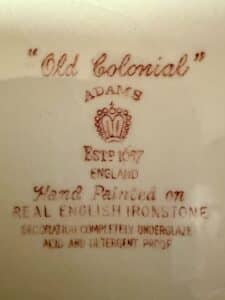 "Old Colonial"
ADAMS
ESTD 1657
ENGLAND
Hand Painted on
REAL ENGLISH IRONSTONE
DECORATION COMPLETELY UNDERGLAZE
ACID AND DETERGENT PROOF